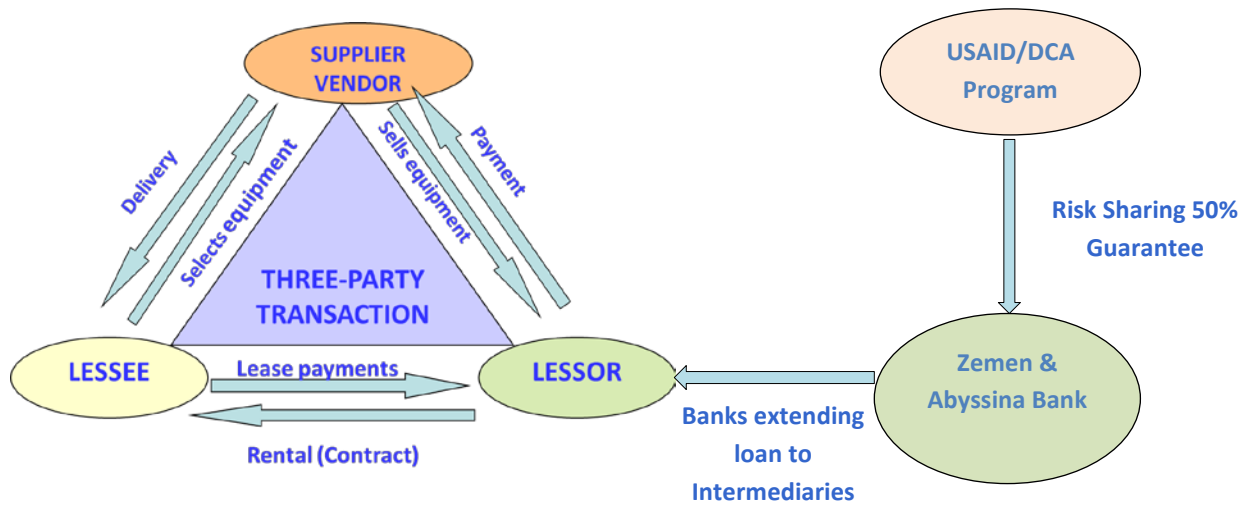 SUPPLIER
VENDOR
USAID/DCA
Program
Delivery
Selects equipment
Sells equipment
Payment
Risk Sharing 50%
Guarantee
THREE-PARTY
TRANSACTION
LESSEE
Lease payments
LESSOR
Rental (Contract)
Zemen &
Abyssina Bank
Banks extending
loan to
Intermediaries